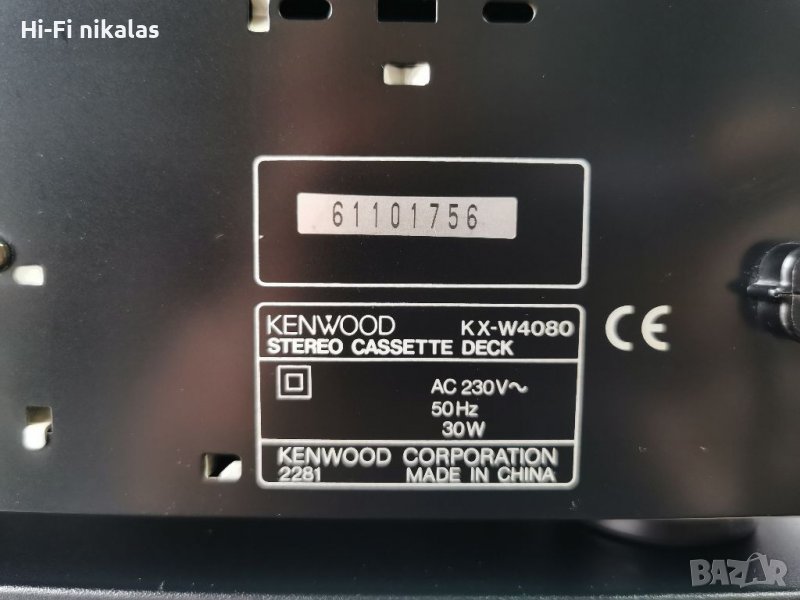 Hi-Fi nikalas
61101756
KENWOOD KX-W4080
STEREO CASSETTE DECK
AC 230V~
50Hz
30W
KENWOOD CORPORATION
2281 MADE IN CHINA
CE
BAZAR